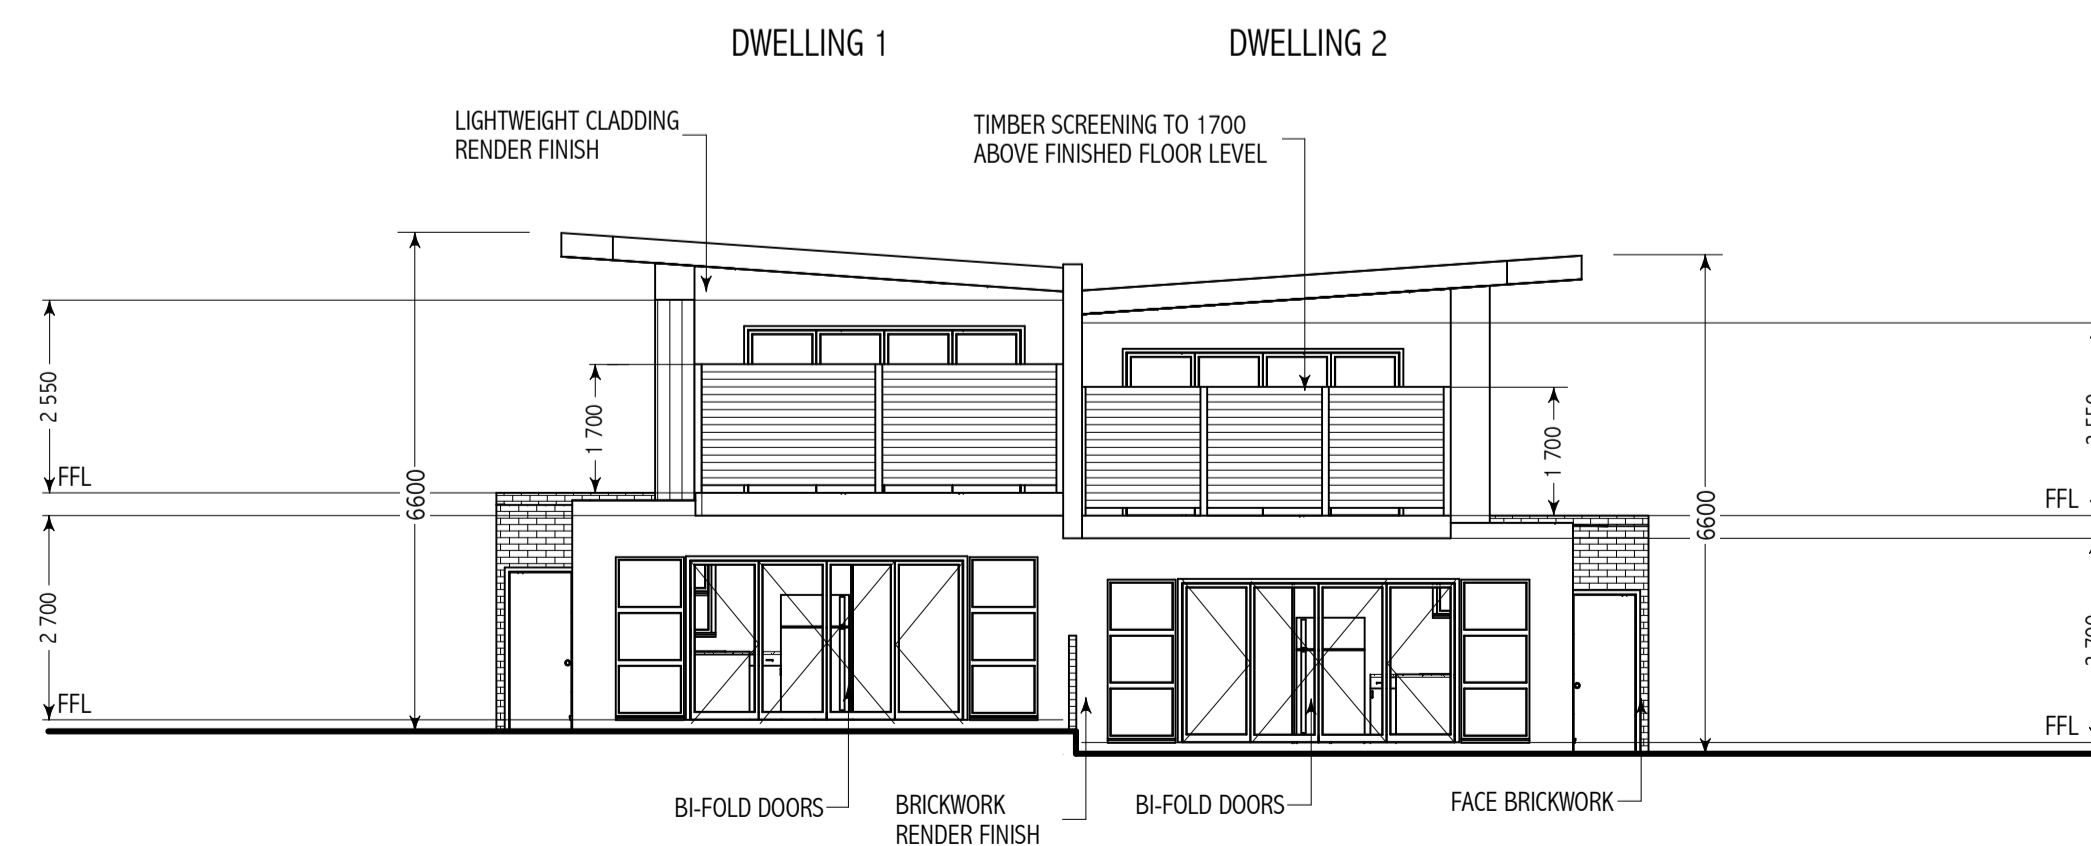 DWELLING 1
DWELLING 2
LIGHTWEIGHT CLADDING
RENDER FINISH
TIMBER SCREENING TO 1700
ABOVE FINISHED FLOOR LEVEL
2 550
FFL
2 700
FFL
6600
1 700
1 700
6600
FFL
FFL
BI-FOLD DOORS
BRICKWORK
RENDER FINISH
BI-FOLD DOORS
FACE BRICKWORK